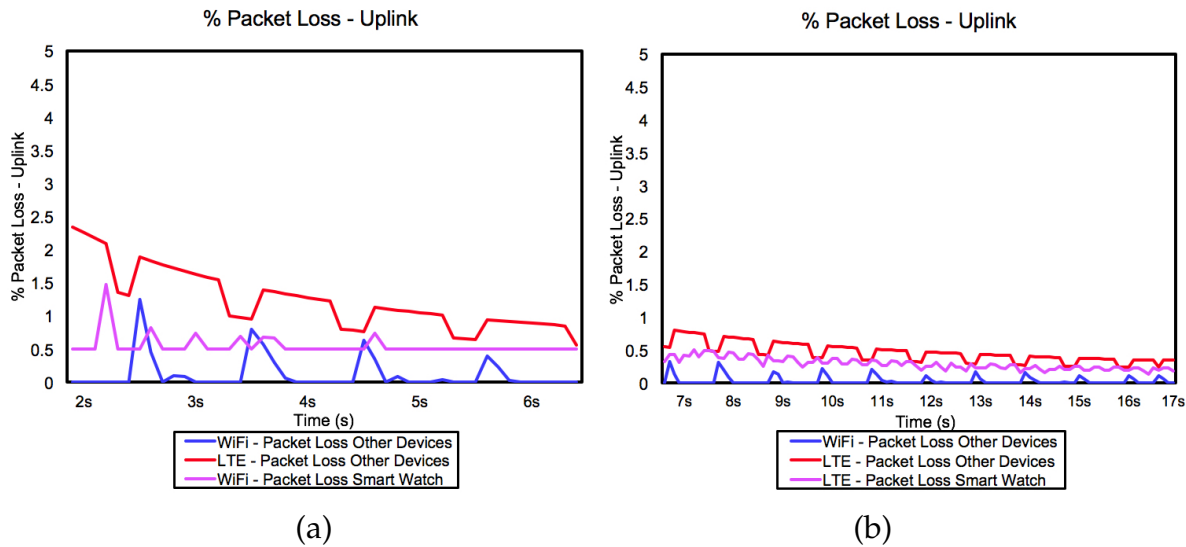 % Packet Loss - Uplink
5
4.5
4
3.5
3
2.5
2
1.5
1
0.5
0
% Packet Loss - Uplink
2s 3s 4s 5s 6s
Time (s)
WiFi - Packet Loss Other Devices
LTE - Packet Loss Other Devices
WiFi - Packet Loss Smart Watch
(a)
% Packet Loss - Uplink
5
4.5
4
3.5
3
2.5
2
1.5
1
0.5
0
% Packet Loss - Uplink
7s 8s 9s 10s 11s 12s 13s 14s 15s 16s 17s
Time (s)
WiFi - Packet Loss Other Devices
LTE - Packet Loss Other Devices
LTE - Packet Loss Smart Watch
(b)